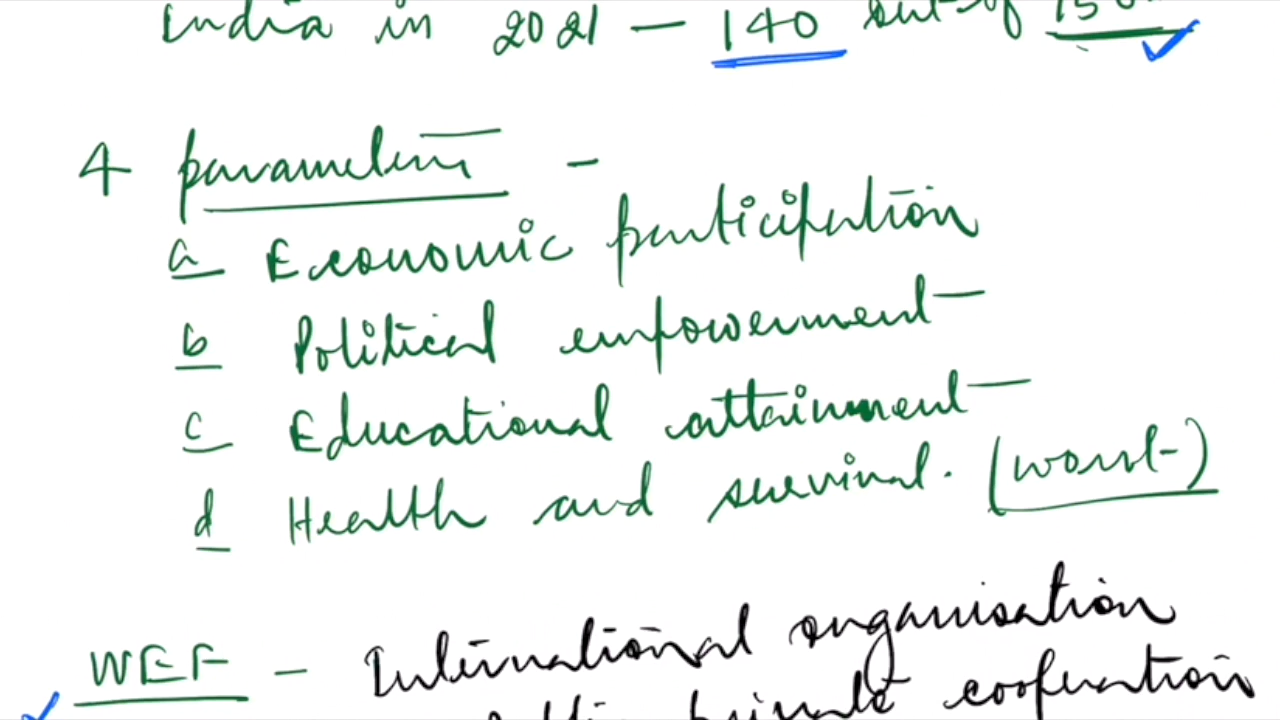 India in 2021 - 140 out of
4 parameters -
a Economic participation
b Political empowerment
c Educational attainment
d Health and survival. (worst)
WEF - International organisation
private cooperation